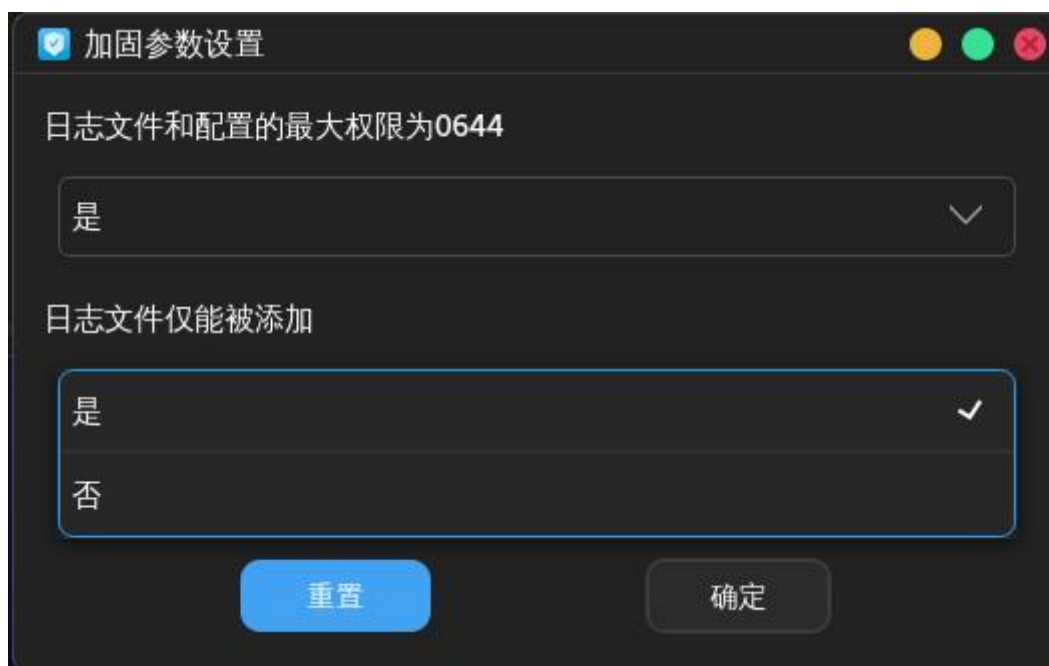 加固参数设置
日志文件和配置的最大权限为0644
是
日志文件仅能被添加
是
否
重置
确定